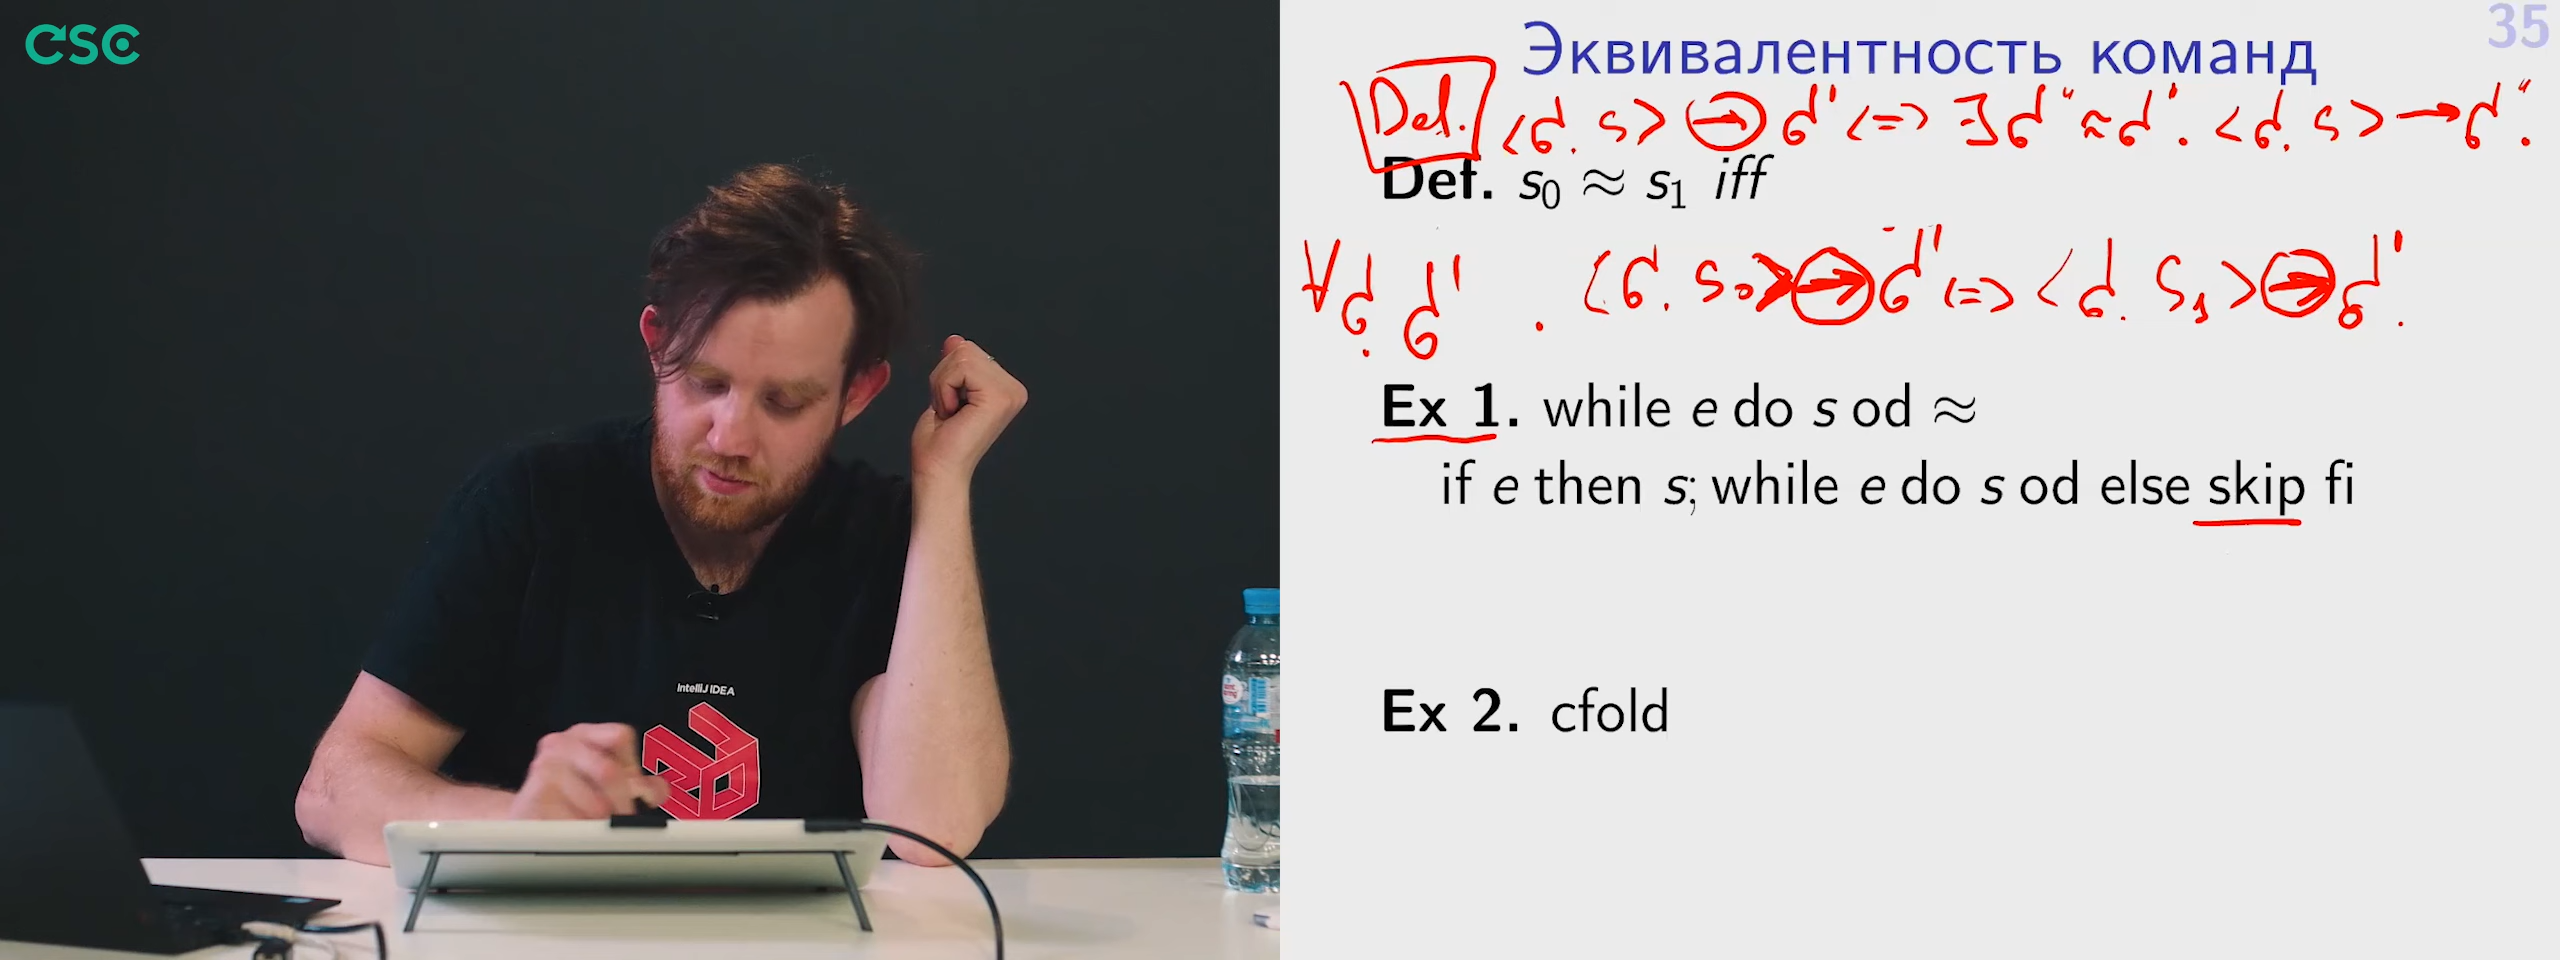 CSC
35
Эквивалентность команд
Def. <σ, s> → σ' <=> ∃σ" ≈ σ'. <σ, s> → σ".
Def. s₀ ≈ s₁ iff
∀σ, σ' . <σ, s₀> → σ' <=> <σ, s₁> → σ'.
Ex 1. while e do s od ≈
if e then s; while e do s od else skip fi
Ex 2. cfold
IntelliJ IDEA